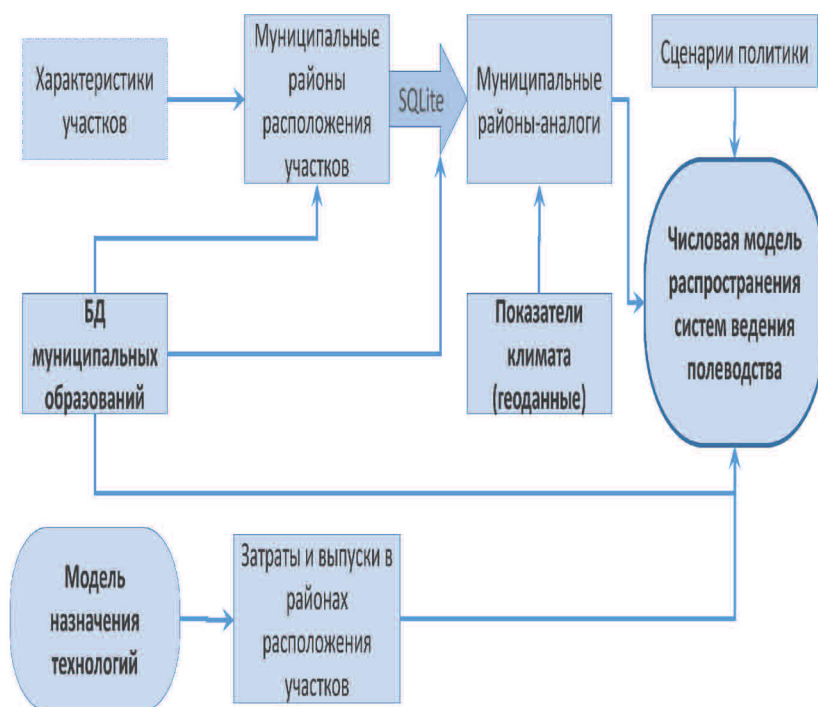 Характеристики
участков
Муниципальные
районы
расположения
участков
SQLite
Муниципальные
районы-аналоги
Сценарии политики
Числовая модель
распространения
систем ведения
полеводства
БД
муниципальных
образований
Показатели
климата
(геоданные)
Модель
назначения
технологий
Затраты и выпуски в
районах
расположения
участков